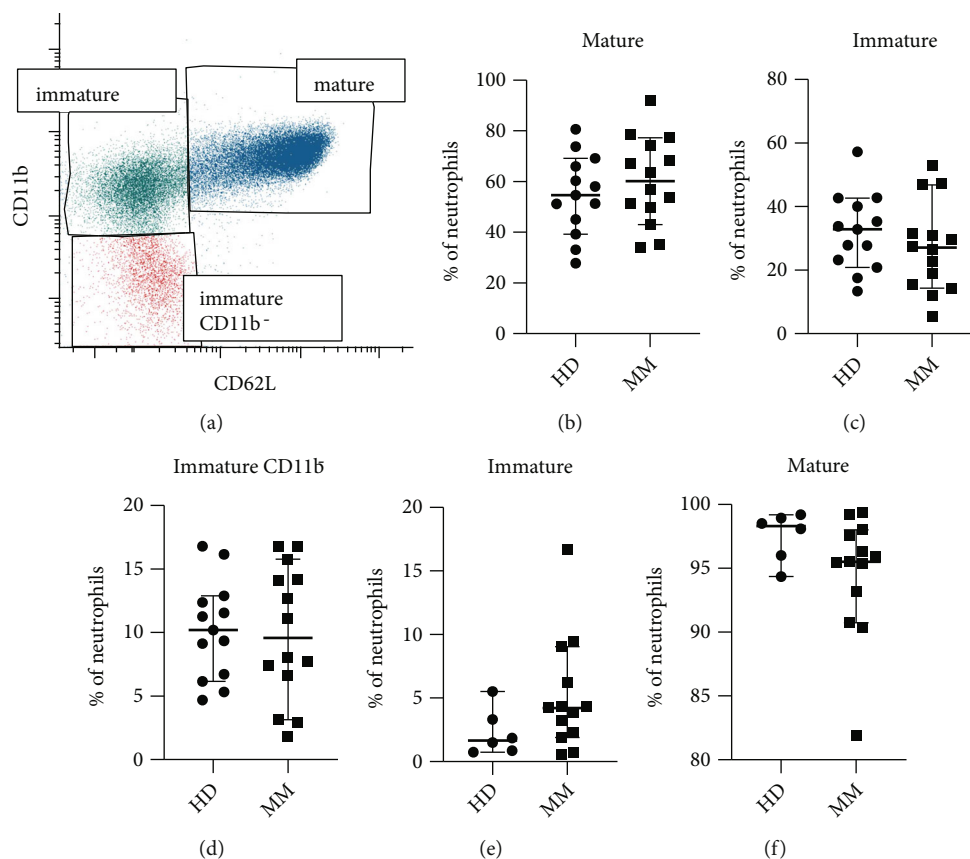 immature
mature
immature
CD11b-
CD11b
CD62L
(a)
Mature
100
80
60
40
20
0
% of neutrophils
HD
MM
(b)
Immature
80
60
40
20
0
% of neutrophils
HD
MM
(c)
Immature CD11b-
20
15
10
5
0
% of neutrophils
HD
MM
(d)
Immature
20
15
10
5
0
% of neutrophils
HD
MM
(e)
Mature
100
95
90
85
80
% of neutrophils
HD
MM
(f)